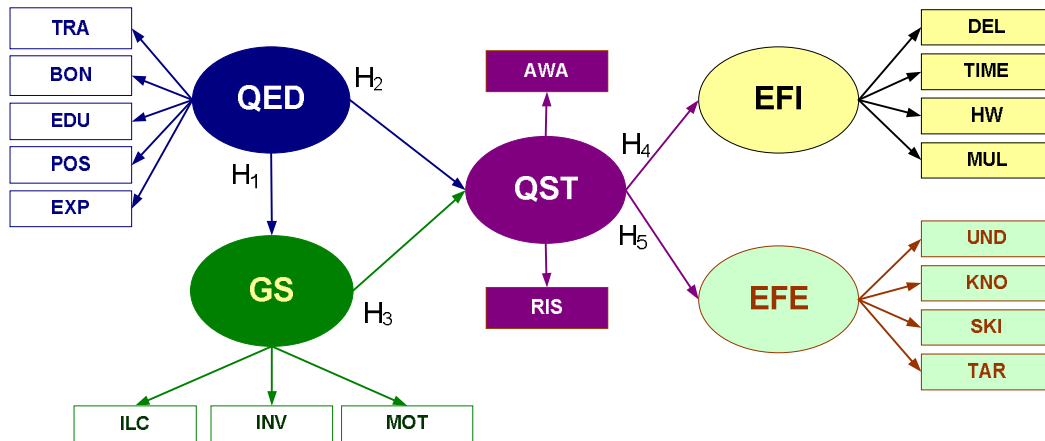 TRA
BON
EDU
POS
EXP
QED
H1
H2
GS
H3
ILC
INV
MOT
AWA
QST
RIS
H4
H5
EFI
DEL
TIME
HW
MUL
EFE
UND
KNO
SKI
TAR